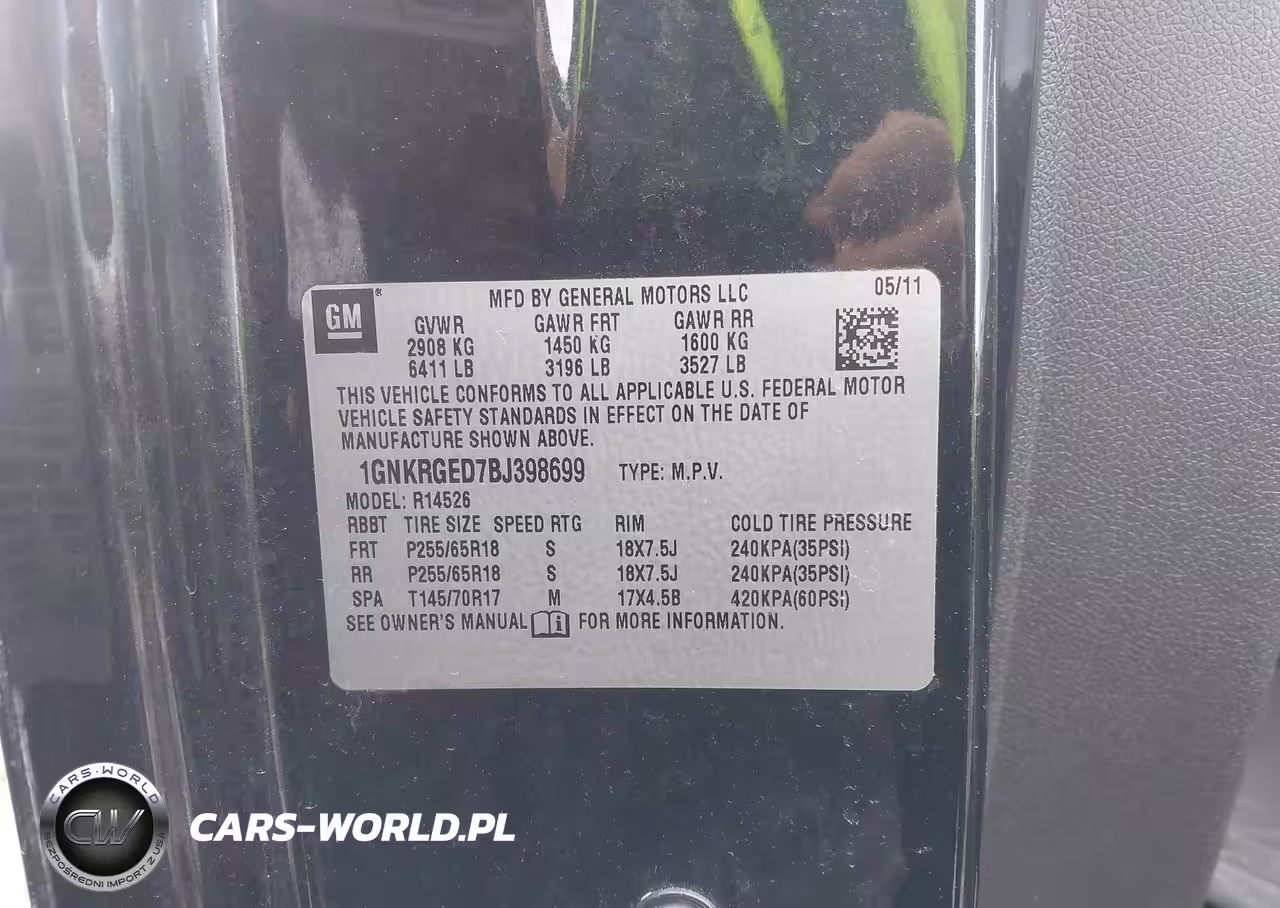 GM
MFD BY GENERAL MOTORS LLC 05/11
GVWR GAWR FRT GAWR RR
2908 KG 1450 KG 1600 KG
6411 LB 3196 LB 3527 LB
THIS VEHICLE CONFORMS TO ALL APPLICABLE U.S. FEDERAL MOTOR
VEHICLE SAFETY STANDARDS IN EFFECT ON THE DATE OF
MANUFACTURE SHOWN ABOVE.
1GNKRGED7BJ398699 TYPE: M.P.V.
MODEL: R14526
RBBT TIRE SIZE SPEED RTG RIM COLD TIRE PRESSURE
FRT P255/65R18 S 18X7.5J 240KPA(35PSI)
RR P255/65R18 S 18X7.5J 240KPA(35PSI)
SPA T145/70R17 M 17X4.5B 420KPA(60PSI)
SEE OWNER'S MANUAL FOR MORE INFORMATION.
CARS-WORLD
CW
BEZPOŚREDNI IMPORT Z USA
CARS-WORLD.PL